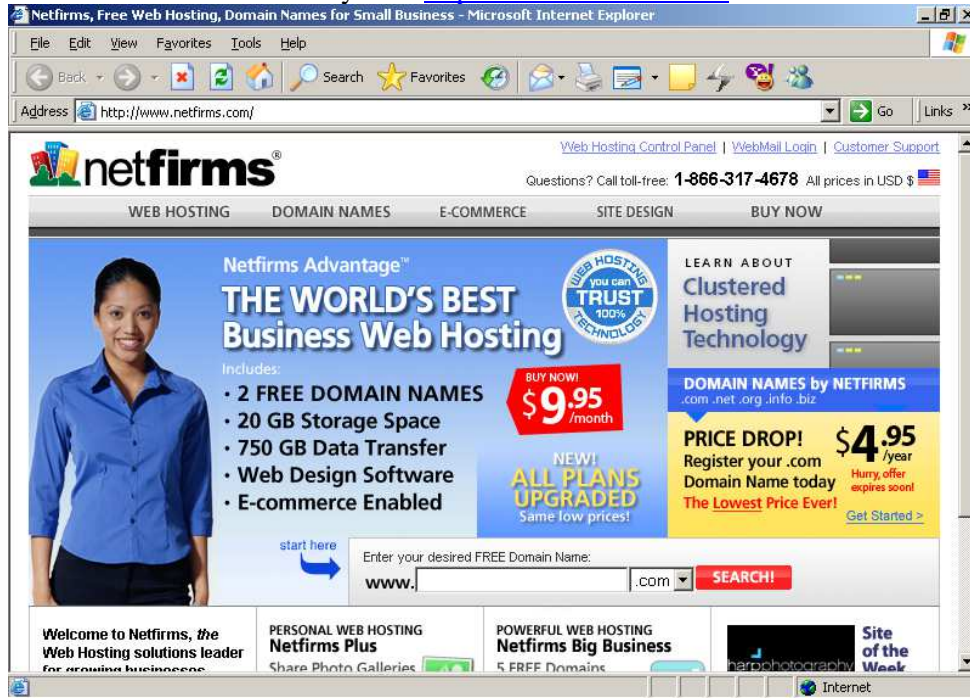 Netfirms, Free Web Hosting, Domain Names for Small Business - Microsoft Internet Explorer
File Edit View Favorites Tools Help
Back Search Favorites
Address http://www.netfirms.com/ Go Links »
netfirms®
Web Hosting Control Panel | WebMail Login | Customer Support
Questions? Call toll-free: 1-866-317-4678 All prices in USD $
WEB HOSTING DOMAIN NAMES E-COMMERCE SITE DESIGN BUY NOW
Netfirms Advantage™
THE WORLD'S BEST
Business Web Hosting
WEB HOSTING
you can
TRUST
100%
TECHNOLOGY
Includes:
· 2 FREE DOMAIN NAMES
· 20 GB Storage Space
· 750 GB Data Transfer
· Web Design Software
· E-commerce Enabled
BUY NOW!
$9.95
/month
NEW!
ALL PLANS
UPGRADED
Same low prices!
LEARN ABOUT
Clustered
Hosting
Technology
DOMAIN NAMES by NETFIRMS
.com .net .org .info .biz
PRICE DROP!
Register your .com
Domain Name today
The Lowest Price Ever!
$4.95
/year
Hurry, offer
expires soon!
Get Started >
start here
Enter your desired FREE Domain Name:
www. .com SEARCH!
Welcome to Netfirms, the
Web Hosting solutions leader
for growing businesses
PERSONAL WEB HOSTING
Netfirms Plus
Share Photo Galleries
POWERFUL WEB HOSTING
Netfirms Big Business
5 FREE Domains
harpphotography
Site
of the
Week
Internet